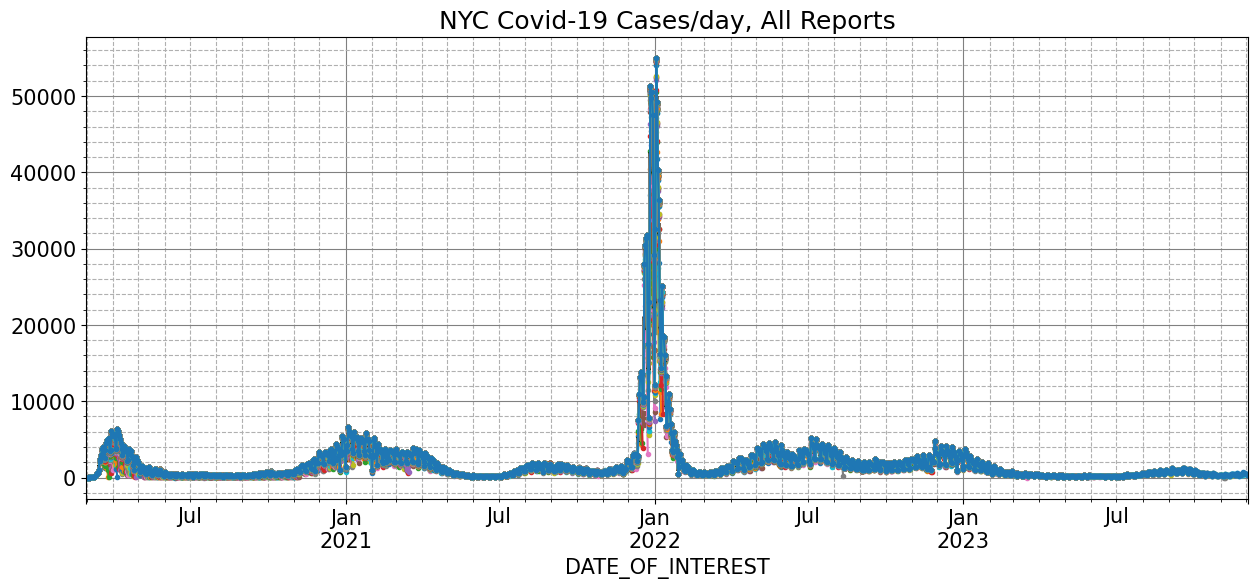 NYC Covid-19 Cases/day, All Reports
50000
40000
30000
20000
10000
0
Jul Jan Jul Jan Jul Jan Jul
2021 2022 2023
DATE_OF_INTEREST